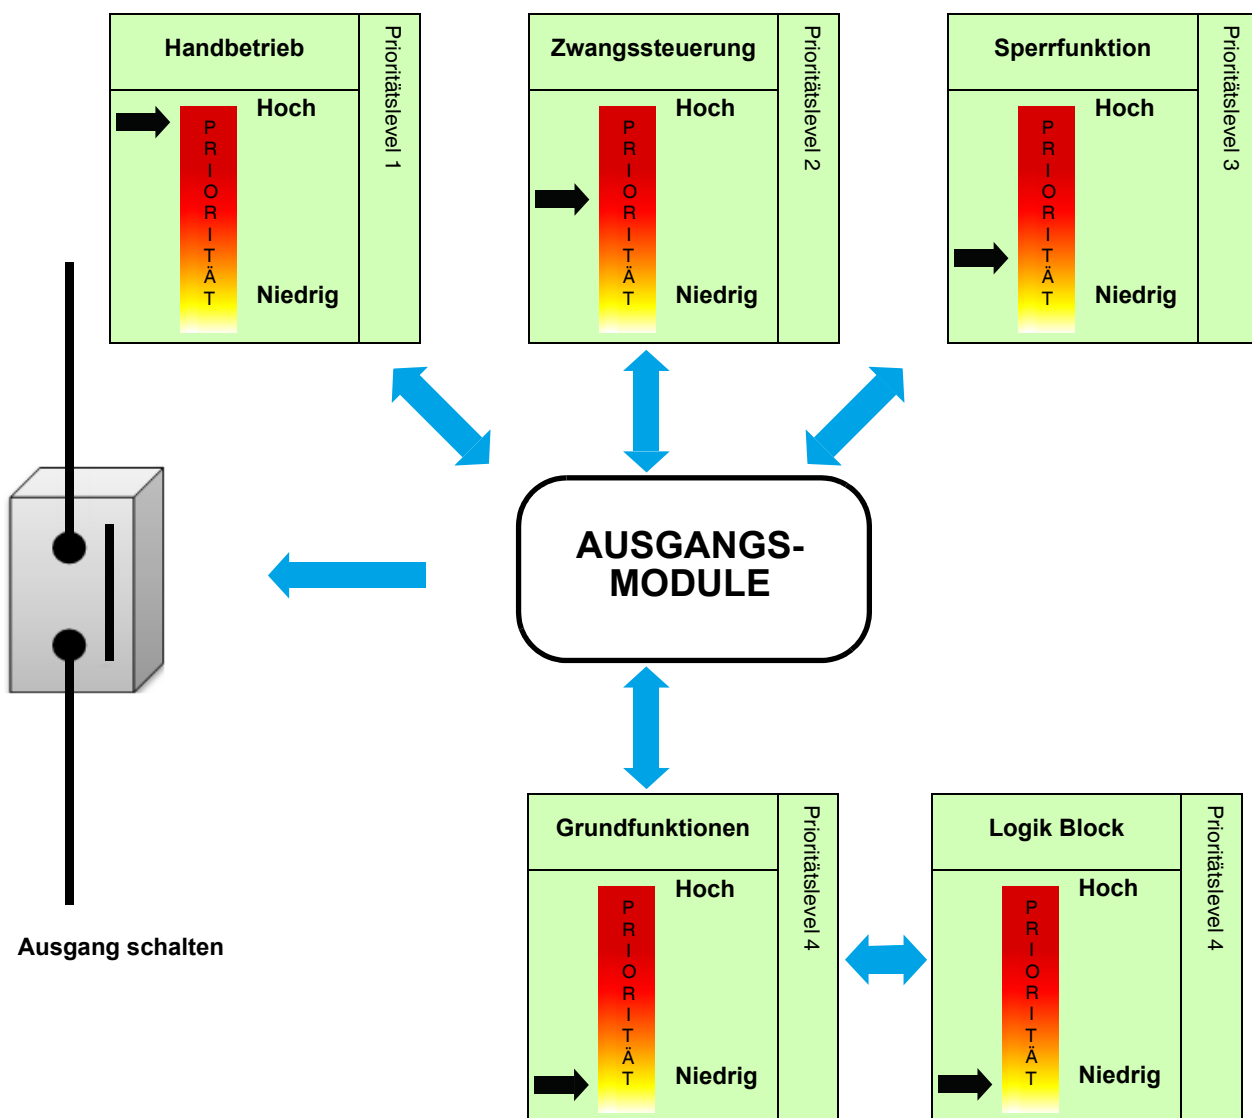 Handbetrieb
Prioritätslevel 1
Hoch
PRIORITÄT
Niedrig
Zwangssteuerung
Prioritätslevel 2
Hoch
PRIORITÄT
Niedrig
Sperrfunktion
Prioritätslevel 3
Hoch
PRIORITÄT
Niedrig
AUSGANGS-
MODULE
Ausgang schalten
Grundfunktionen
Prioritätslevel 4
Hoch
PRIORITÄT
Niedrig
Logik Block
Prioritätslevel 4
Hoch
PRIORITÄT
Niedrig